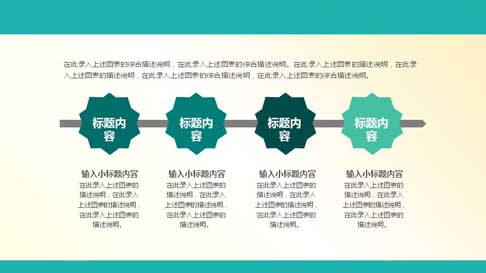 在此录入上述图表的综合描述说明，在此录入上述图表的综合描述说明。在此录入上述图表的描述说明，在此录
入上述图表的描述说明，在此录入上述图表的综合描述说明，在此录入上述图表的综合描述说明。
标题内
容
标题内
容
标题内
容
标题内
容
输入小标题内容
在此录入上述图表的
描述说明，在此录入
上述图表的描述说明，
在此录入上述图表的
描述说明。
输入小标题内容
在此录入上述图表的
描述说明，在此录入
上述图表的描述说明，
在此录入上述图表的
描述说明。
输入小标题内容
在此录入上述图表的
描述说明，在此录入
上述图表的描述说明，
在此录入上述图表的
描述说明。
输入小标题内容
在此录入上述图表的
描述说明，在此录入
上述图表的描述说明，
在此录入上述图表的
描述说明。